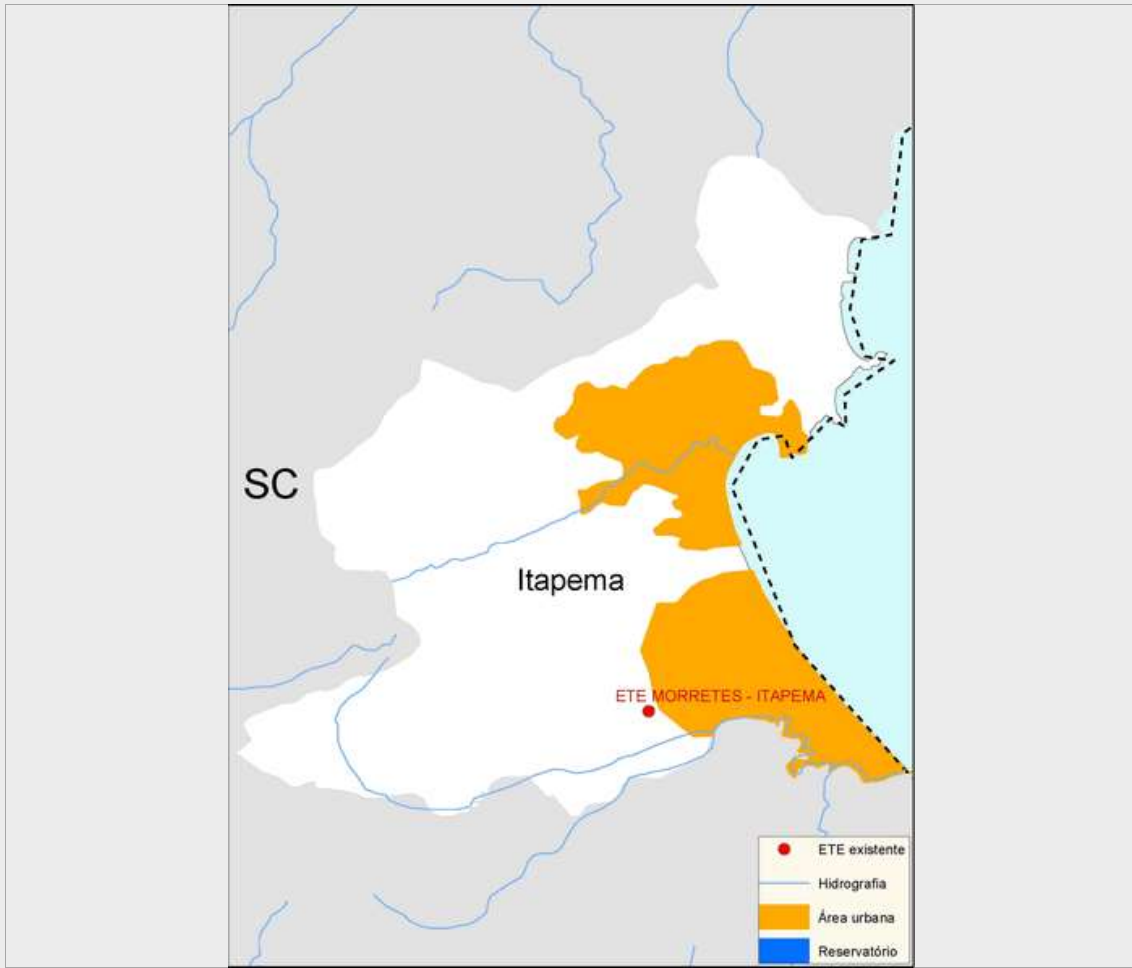 SC
Itapema
ETE MORRETES - ITAPEMA
ETE existente
Hidrografia
Área urbana
Reservatório